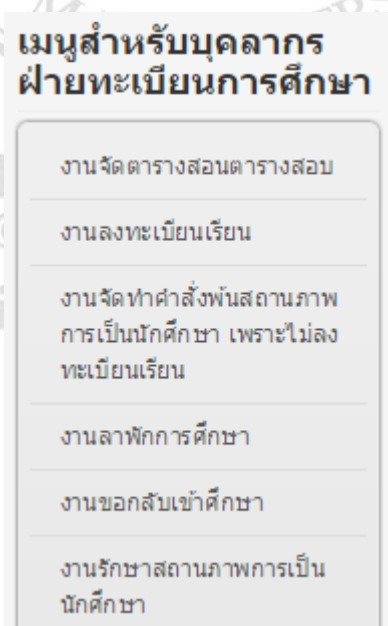 เมนูสำหรับบุคลากร
ฝ่ายทะเบียนการศึกษา
งานจัดตารางสอนตารางสอบ
งานลงทะเบียนเรียน
งานจัดทำคำสั่งพ้นสถานภาพ
การเป็นนักศึกษา เพราะไม่ลง
ทะเบียนเรียน
งานลาพักการศึกษา
งานขอกลับเข้าศึกษา
งานรักษาสถานภาพการเป็น
นักศึกษา